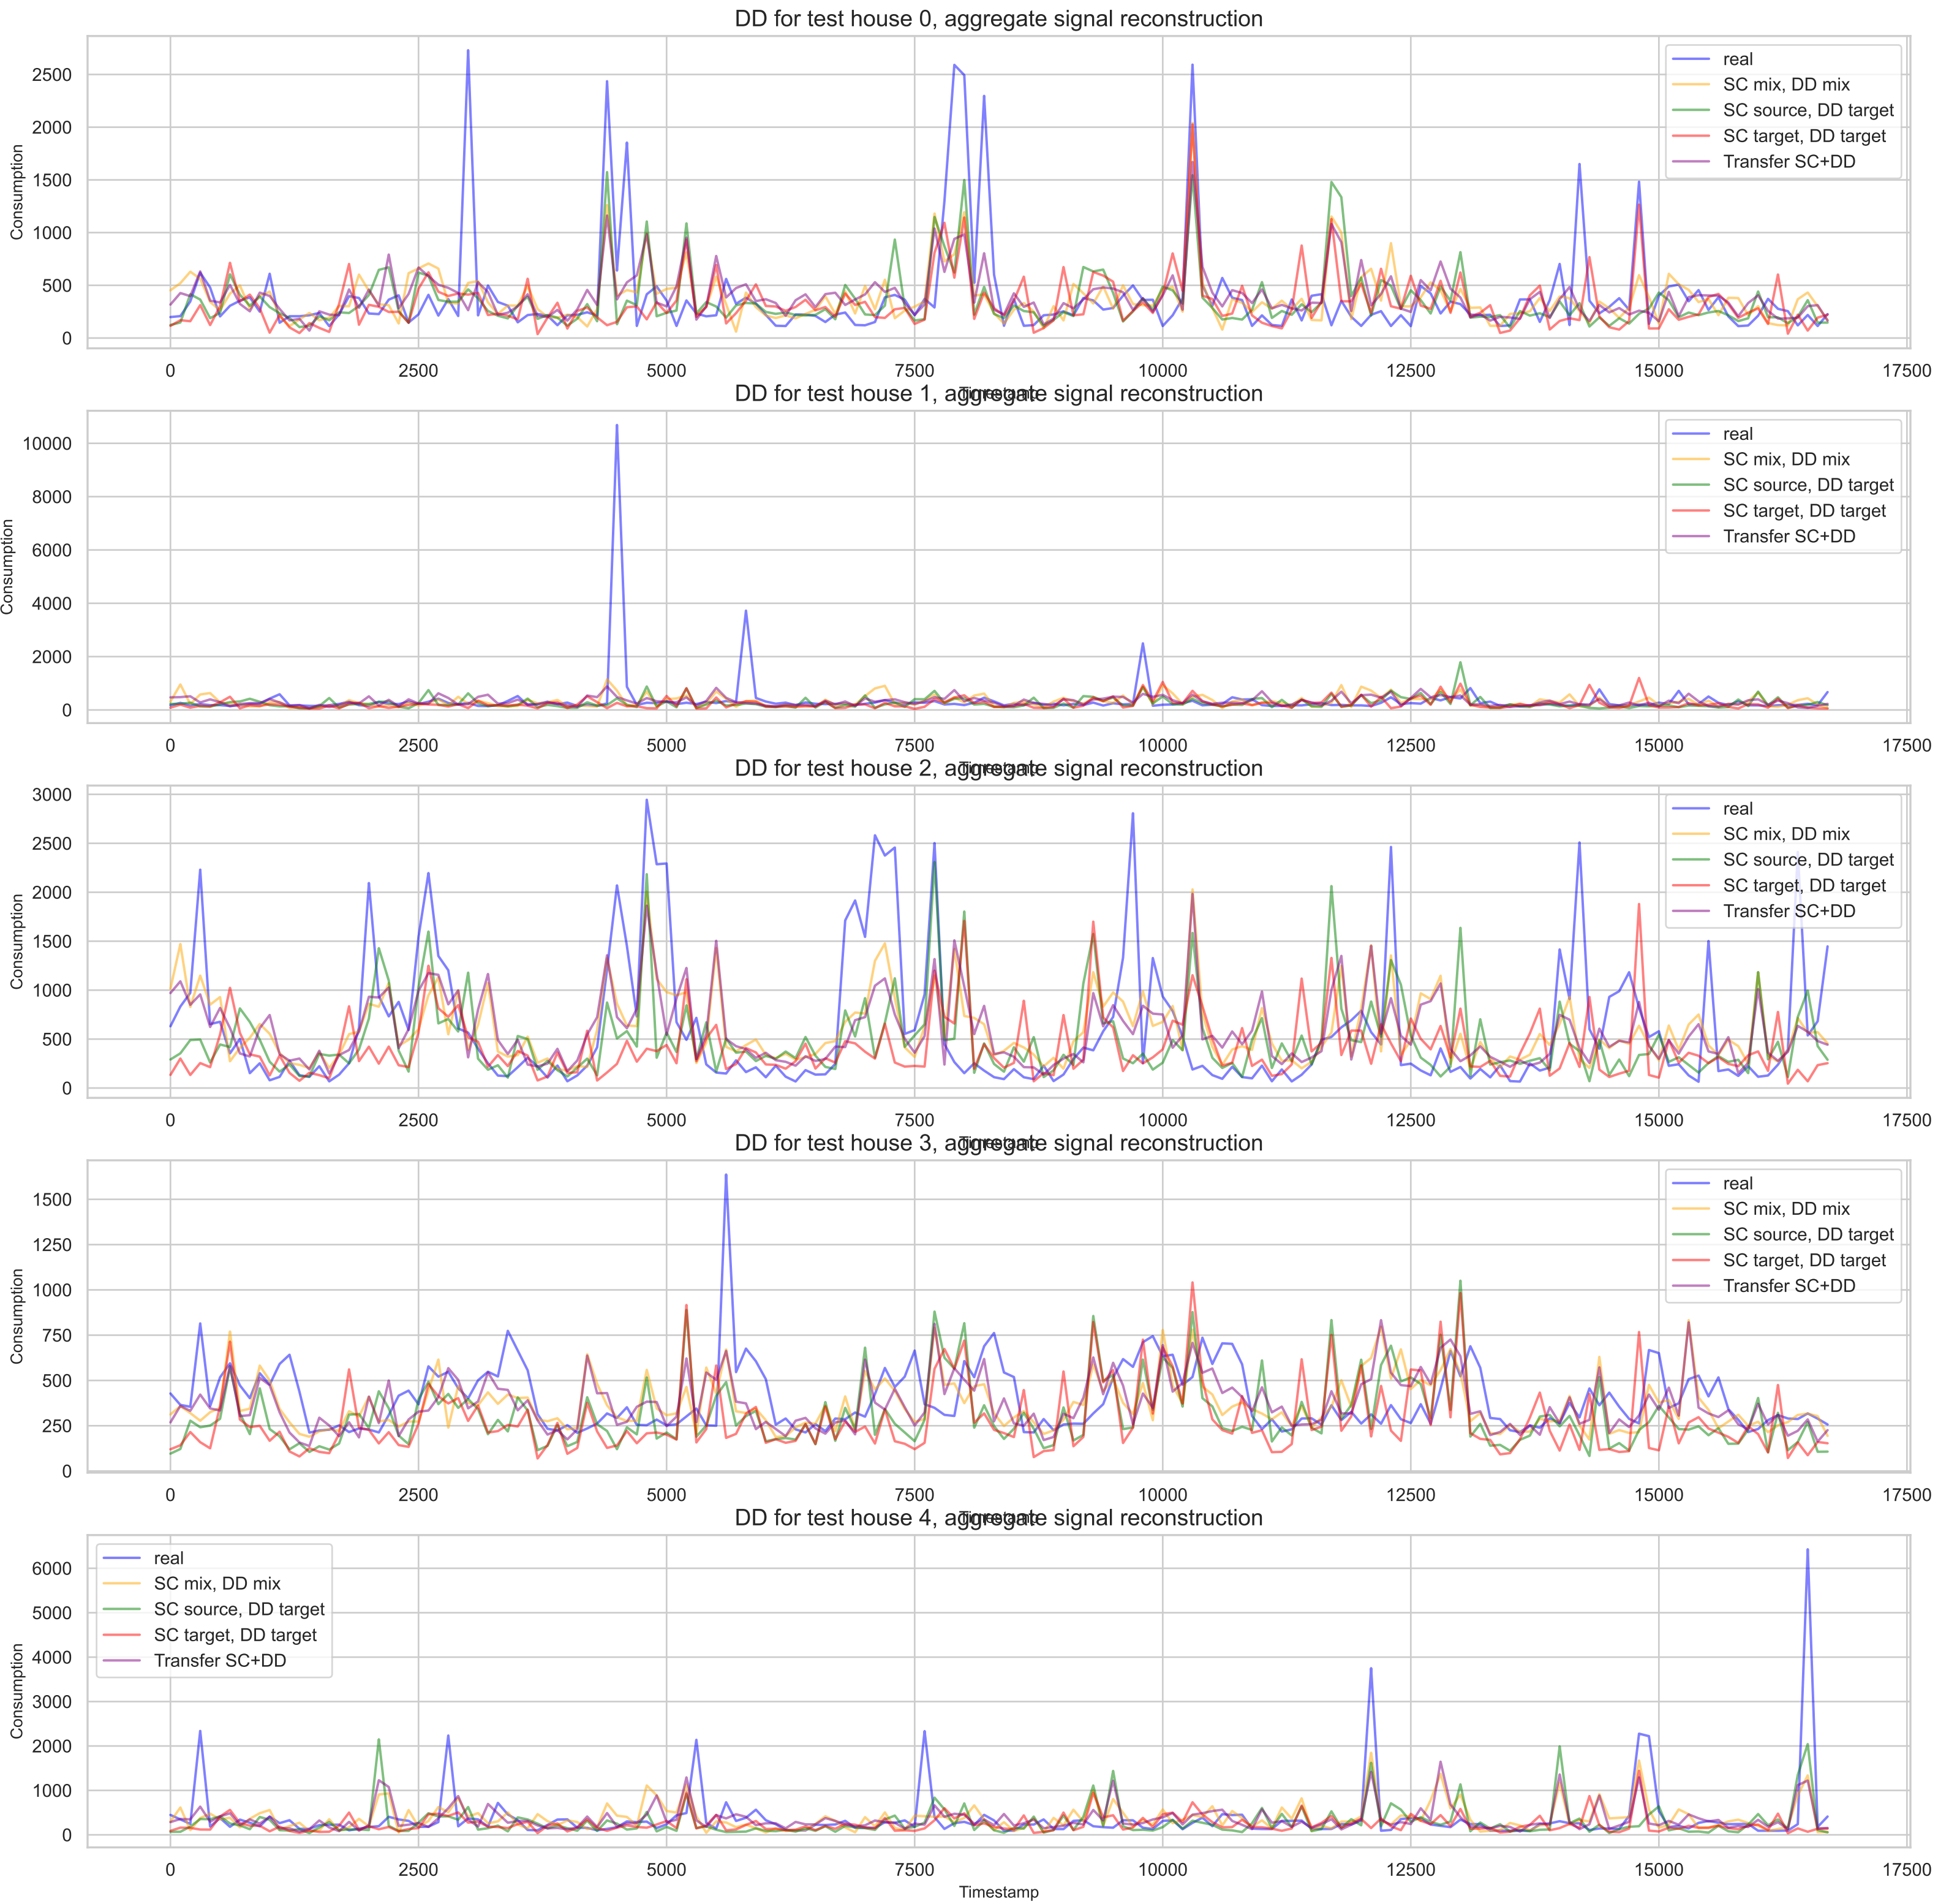 DD for test house 0, aggregate signal reconstruction
Consumption
2500
2000
1500
1000
500
0
real
SC mix, DD mix
SC source, DD target
SC target, DD target
Transfer SC+DD
0 2500 5000 7500 10000 12500 15000 17500
Timestamp
DD for test house 1, aggregate signal reconstruction
Consumption
10000
8000
6000
4000
2000
0
real
SC mix, DD mix
SC source, DD target
SC target, DD target
Transfer SC+DD
0 2500 5000 7500 10000 12500 15000 17500
Timestamp
DD for test house 2, aggregate signal reconstruction
Consumption
3000
2500
2000
1500
1000
500
0
real
SC mix, DD mix
SC source, DD target
SC target, DD target
Transfer SC+DD
0 2500 5000 7500 10000 12500 15000 17500
Timestamp
DD for test house 3, aggregate signal reconstruction
Consumption
1500
1250
1000
750
500
250
0
real
SC mix, DD mix
SC source, DD target
SC target, DD target
Transfer SC+DD
0 2500 5000 7500 10000 12500 15000 17500
Timestamp
DD for test house 4, aggregate signal reconstruction
Consumption
6000
5000
4000
3000
2000
1000
0
real
SC mix, DD mix
SC source, DD target
SC target, DD target
Transfer SC+DD
0 2500 5000 7500 10000 12500 15000 17500
Timestamp